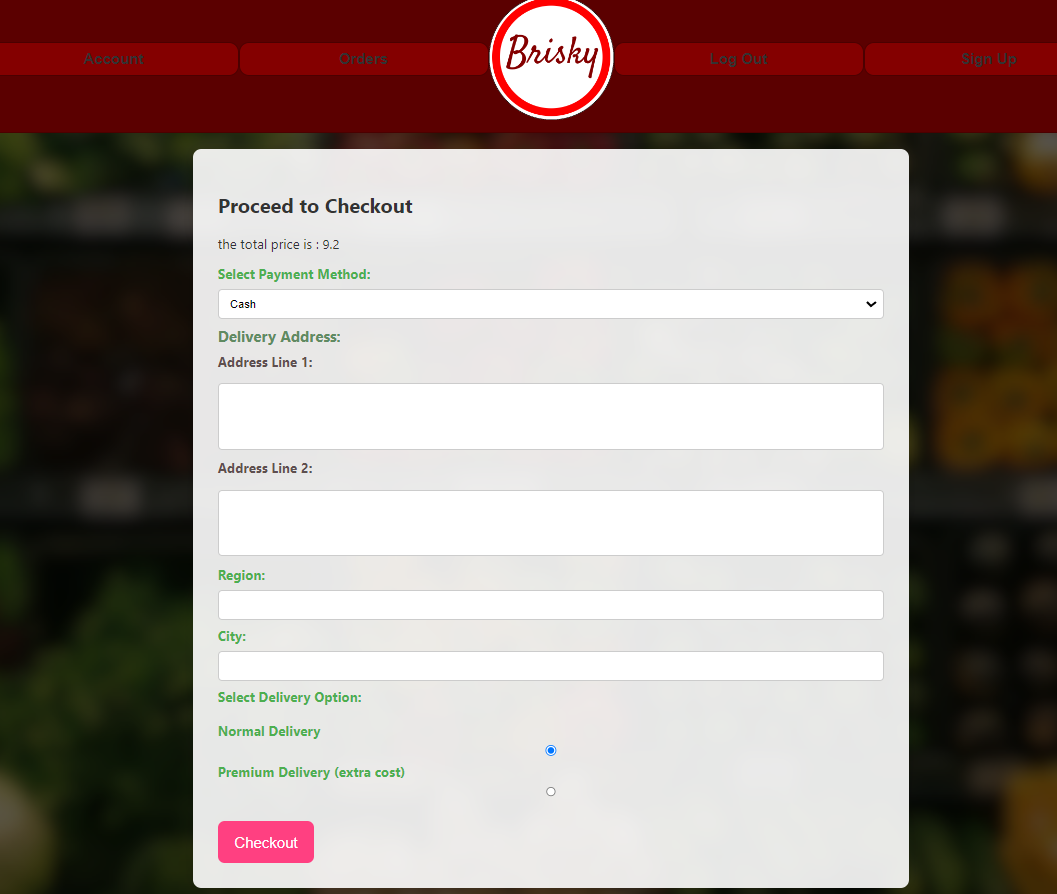 Account
Orders
Brisky
Log Out
Sign Up
Proceed to Checkout
the total price is : 9.2
Select Payment Method:
Cash
Delivery Address:
Address Line 1:
Address Line 2:
Region:
City:
Select Delivery Option:
Normal Delivery
Premium Delivery (extra cost)
Checkout